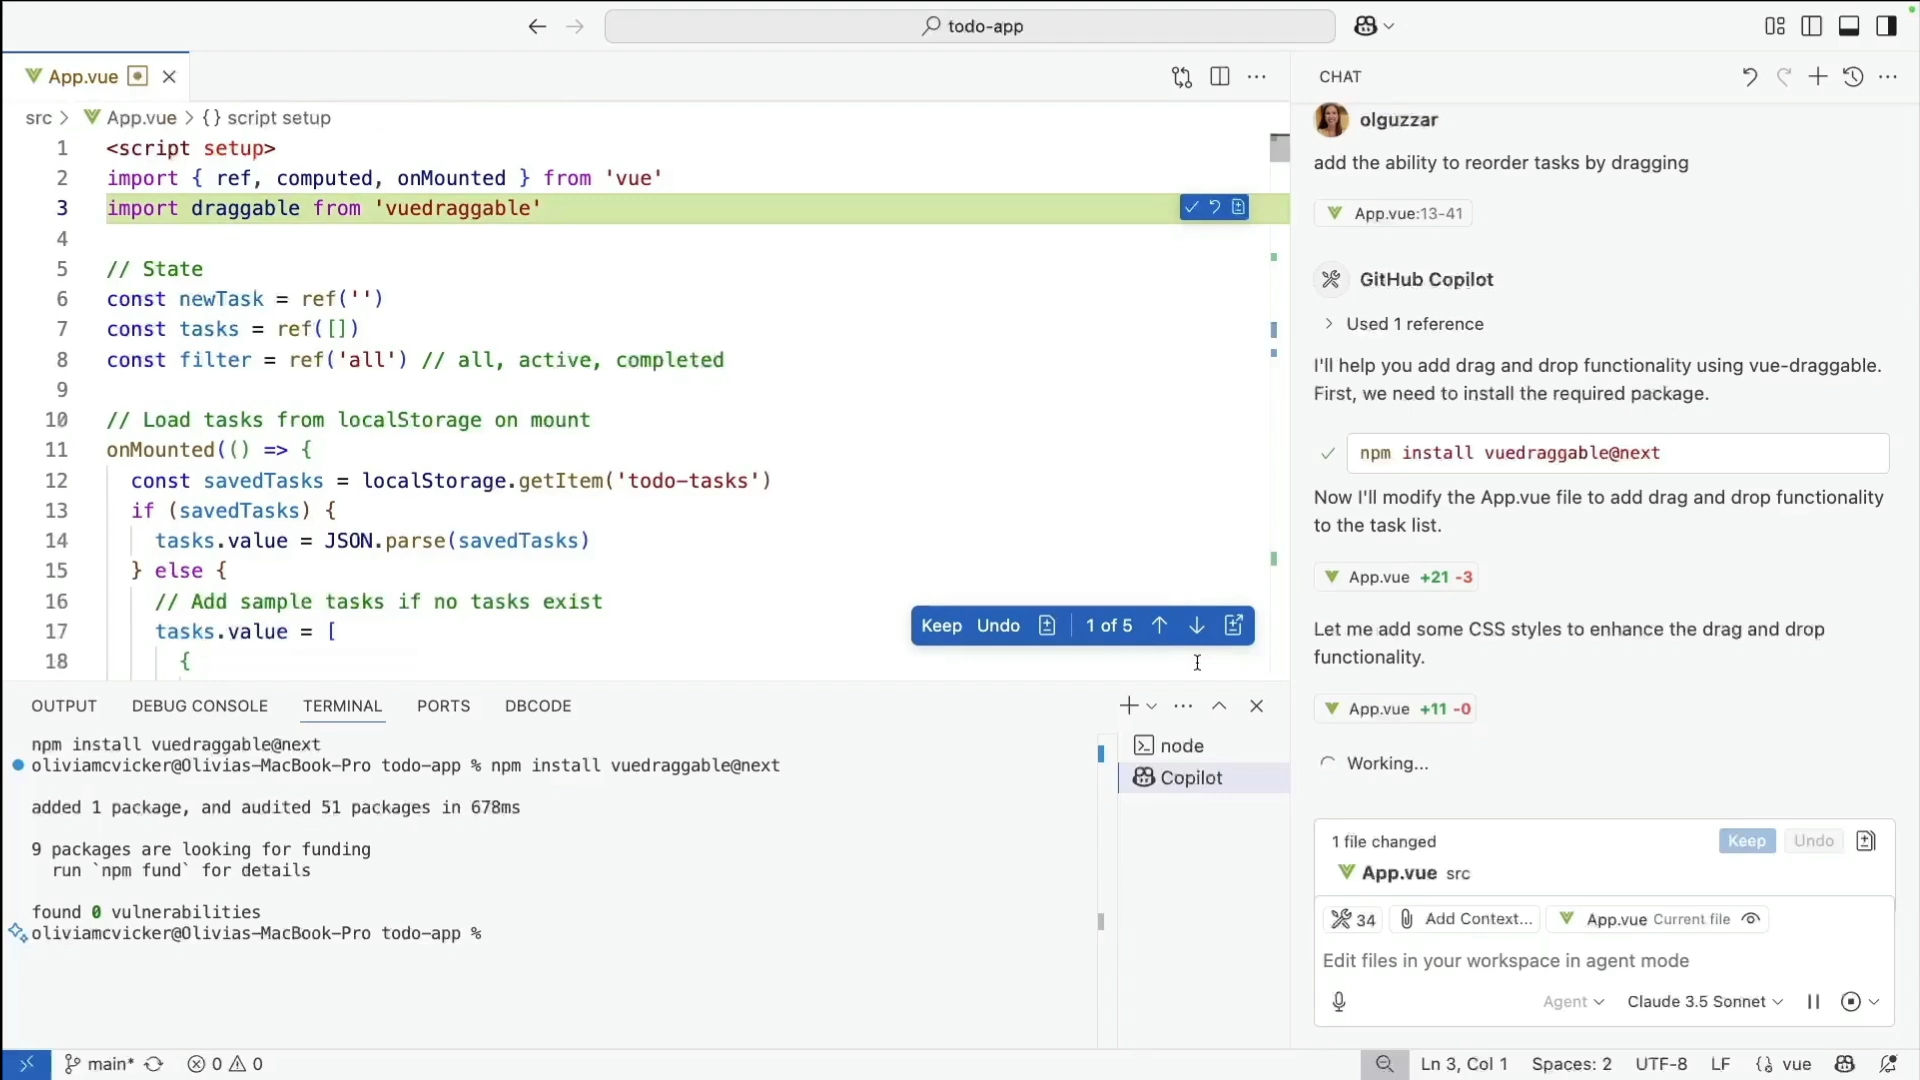 todo-app
App.vue
src > App.vue > {} script setup
1 <script setup>
2 import { ref, computed, onMounted } from 'vue'
3 import draggable from 'vuedraggable'
4
5 // State
6 const newTask = ref('')
7 const tasks = ref([])
8 const filter = ref('all') // all, active, completed
9
10 // Load tasks from localStorage on mount
11 onMounted(() => {
12 const savedTasks = localStorage.getItem('todo-tasks')
13 if (savedTasks) {
14 tasks.value = JSON.parse(savedTasks)
15 } else {
16 // Add sample tasks if no tasks exist
17 tasks.value = [
18 {
Keep Undo 1 of 5
OUTPUT DEBUG CONSOLE TERMINAL PORTS DBCODE
npm install vuedraggable@next
oliviamcvicker@Olivias-MacBook-Pro todo-app % npm install vuedraggable@next
added 1 package, and audited 51 packages in 678ms
9 packages are looking for funding
run `npm fund` for details
found 0 vulnerabilities
oliviamcvicker@Olivias-MacBook-Pro todo-app %
node
Copilot
CHAT
olguzzar
add the ability to reorder tasks by dragging
App.vue:13-41
GitHub Copilot
> Used 1 reference
I'll help you add drag and drop functionality using vue-draggable.
First, we need to install the required package.
npm install vuedraggable@next
Now I'll modify the App.vue file to add drag and drop functionality
to the task list.
App.vue +21 -3
Let me add some CSS styles to enhance the drag and drop
functionality.
App.vue +11 -0
Working...
1 file changed Keep Undo
App.vue src
34 Add Context... App.vue Current file
Edit files in your workspace in agent mode
Agent Claude 3.5 Sonnet
main* 0 0 Ln 3, Col 1 Spaces: 2 UTF-8 LF {} vue